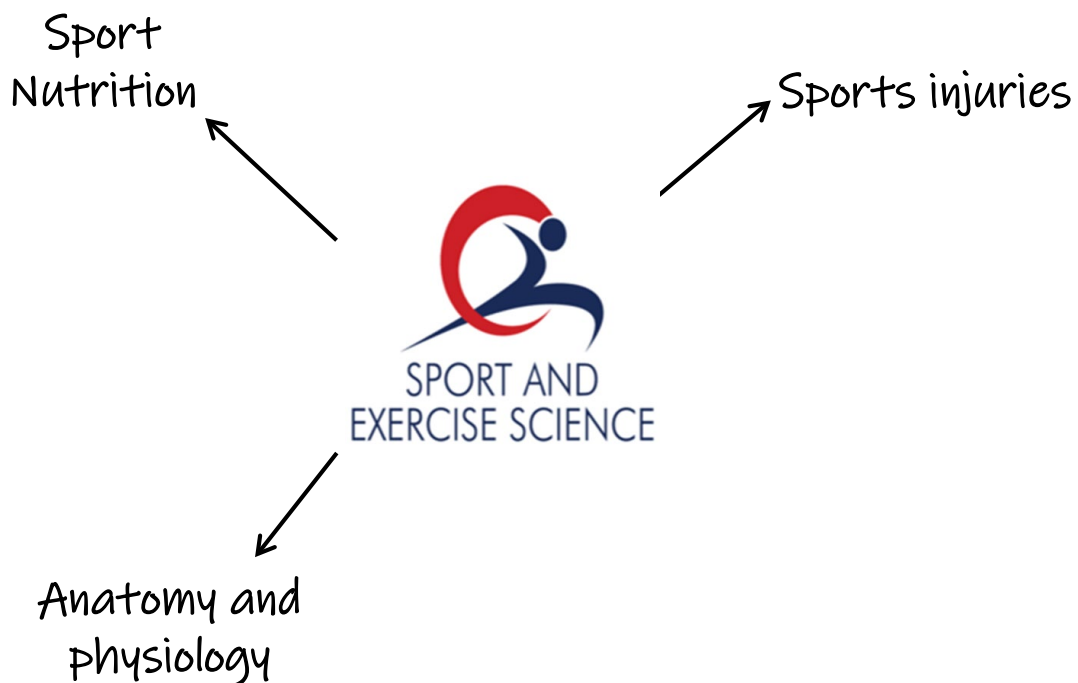 Sport
Nutrition
Sports injuries
SPORT AND
EXERCISE SCIENCE
Anatomy and
physiology